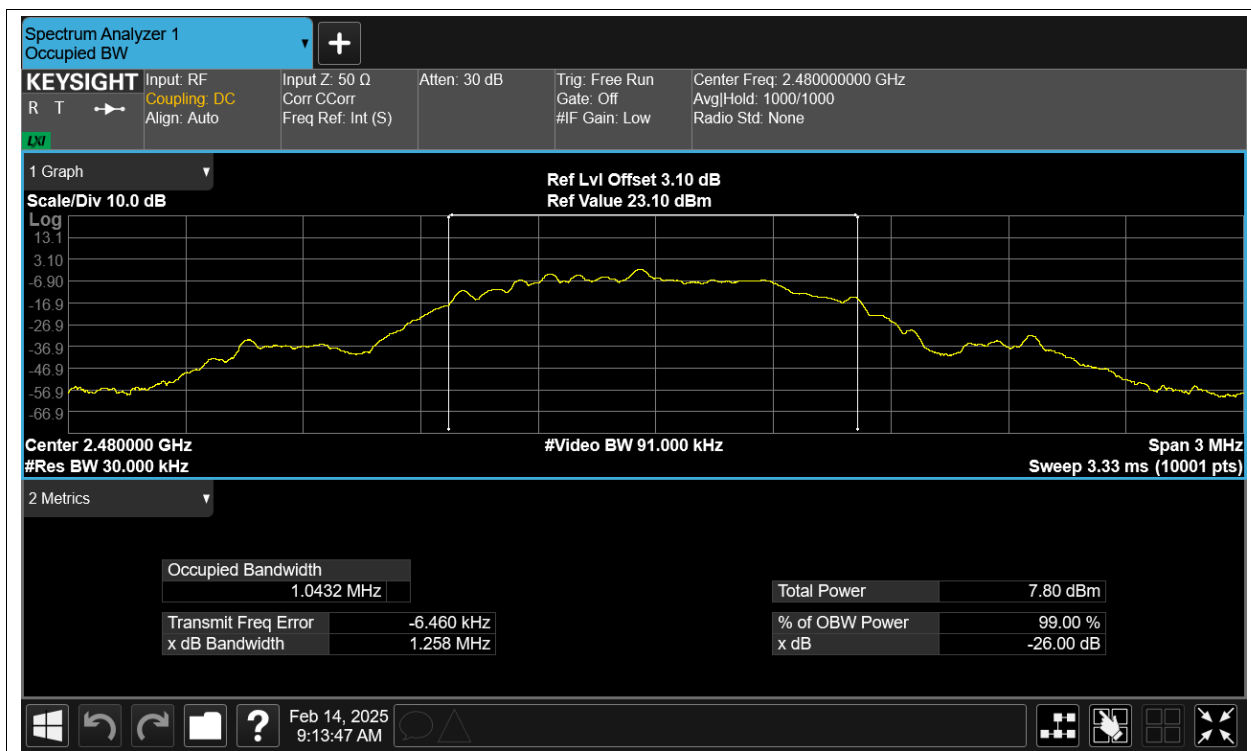 Spectrum Analyzer 1
Occupied BW
KEYSIGHT
R T
LXI
Input: RF
Coupling: DC
Align: Auto
Input Z: 50 Ω
Corr CCorr
Freq Ref: Int (S)
Atten: 30 dB
Trig: Free Run
Gate: Off
#IF Gain: Low
Center Freq: 2.480000000 GHz
Avg|Hold: 1000/1000
Radio Std: None
1 Graph
Scale/Div 10.0 dB
Ref Lvl Offset 3.10 dB
Ref Value 23.10 dBm
Log
13.1
3.10
-6.90
-16.9
-26.9
-36.9
-46.9
-56.9
-66.9
Center 2.480000 GHz
#Video BW 91.000 kHz
Span 3 MHz
#Res BW 30.000 kHz
Sweep 3.33 ms (10001 pts)
2 Metrics
Occupied Bandwidth
1.0432 MHz
Total Power 7.80 dBm
Transmit Freq Error -6.460 kHz
% of OBW Power 99.00 %
x dB Bandwidth 1.258 MHz
x dB -26.00 dB
?
Feb 14, 2025
9:13:47 AM